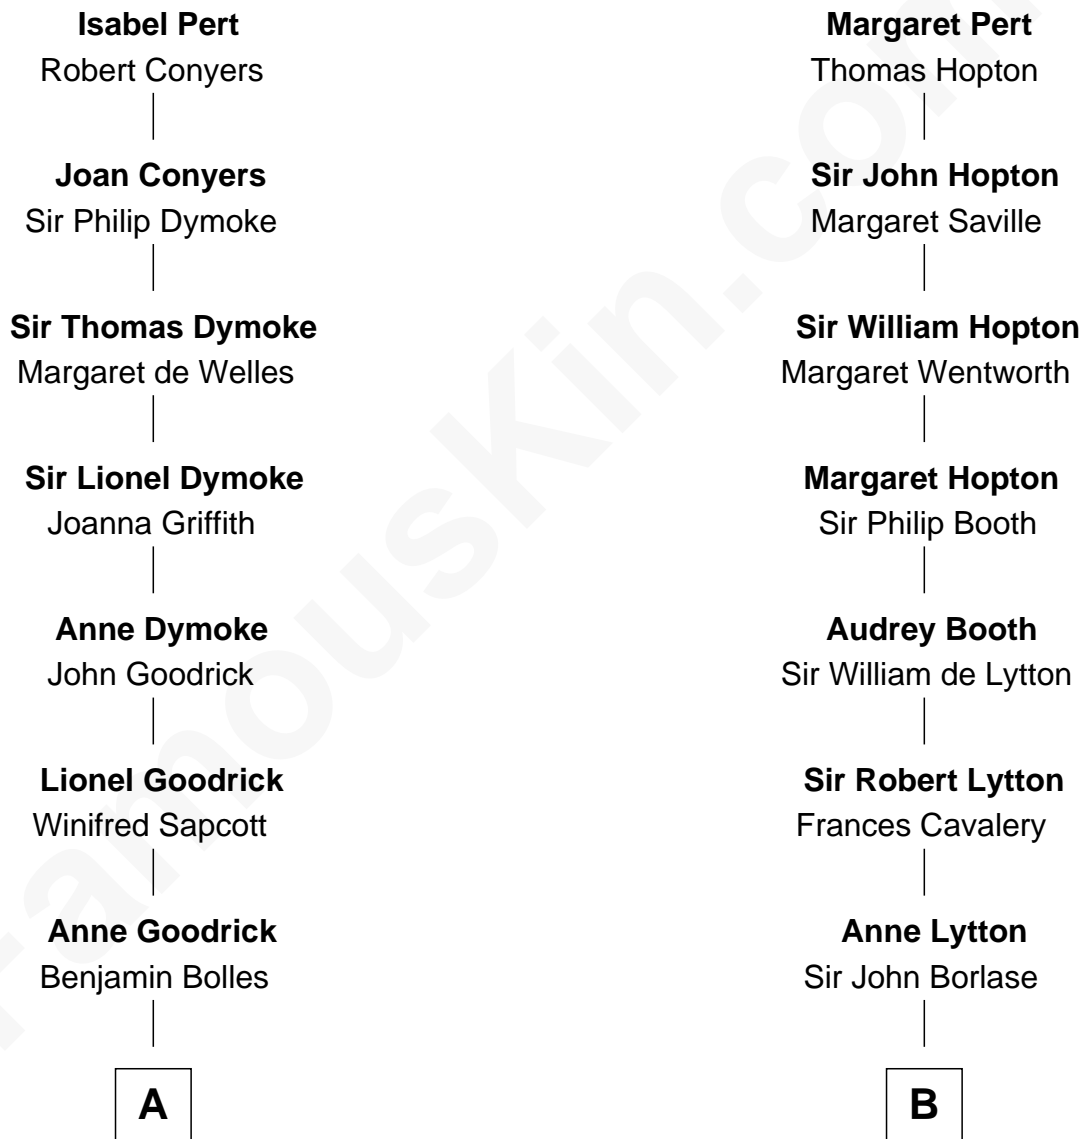 Isabel Pert
Robert Conyers
Joan Conyers
Sir Philip Dymoke
Sir Thomas Dymoke
Margaret de Welles
Sir Lionel Dymoke
Joanna Griffith
Anne Dymoke
John Goodrick
Lionel Goodrick
Winifred Sapcott
Anne Goodrick
Benjamin Bolles
A
Margaret Pert
Thomas Hopton
Sir John Hopton
Margaret Saville
Sir William Hopton
Margaret Wentworth
Margaret Hopton
Sir Philip Booth
Audrey Booth
Sir William de Lytton
Sir Robert Lytton
Frances Cavalery
Anne Lytton
Sir John Borlase
B
FamousKin.com